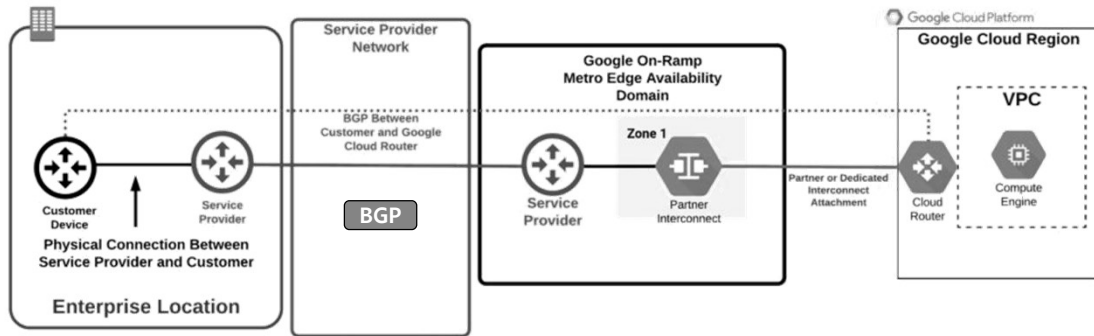 Service Provider
Network
Google Cloud Platform
Google Cloud Region
Google On-Ramp
Metro Edge Availability
Domain
VPC
BGP Between
Customer and Google
Cloud Router
Zone 1
Customer
Device
Service
Provider
BGP
Service
Provider
Partner
Interconnect
Partner or Dedicated
Interconnect
Attachment
Cloud
Router
Compute
Engine
Physical Connection Between
Service Provider and Customer
Enterprise Location